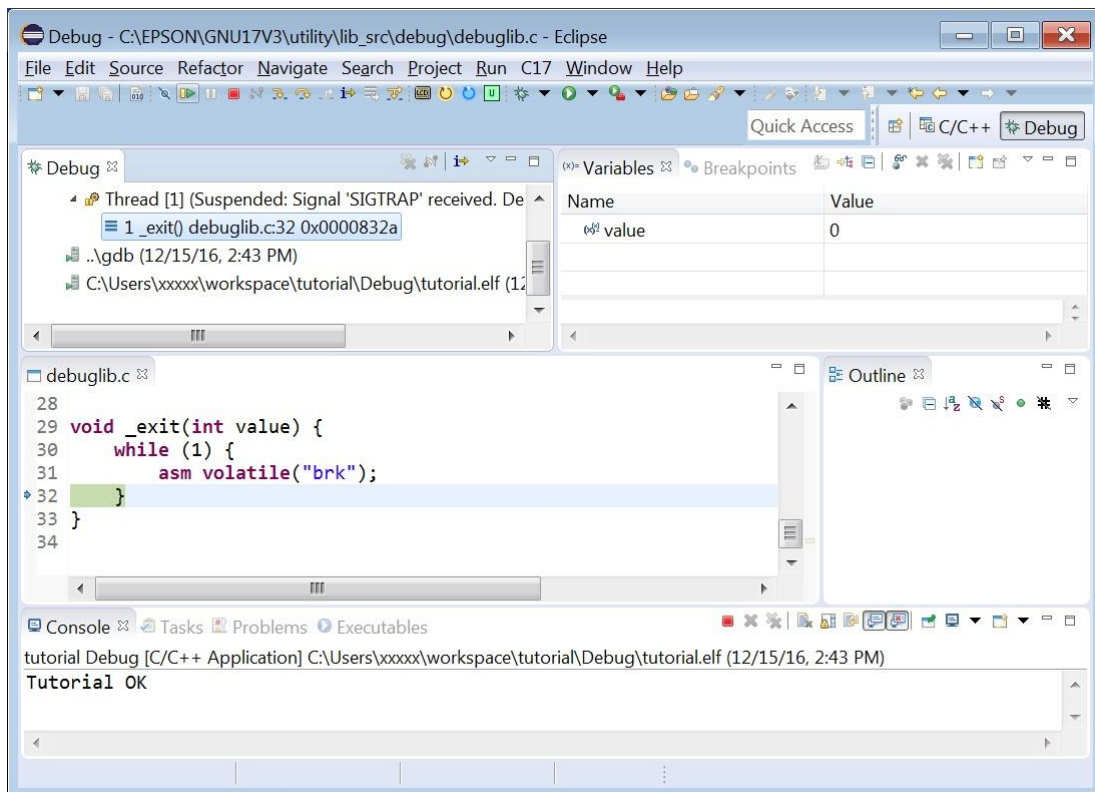 Debug - C:\EPSON\GNU17V3\utility\lib_src\debug\debuglib.c - Eclipse
File Edit Source Refactor Navigate Search Project Run C17 Window Help
Quick Access C/C++ Debug
Debug
Thread [1] (Suspended: Signal 'SIGTRAP' received. De
1 _exit() debuglib.c:32 0x0000832a
..\gdb (12/15/16, 2:43 PM)
C:\Users\xxxxx\workspace\tutorial\Debug\tutorial.elf (12
(x)= Variables Breakpoints
Name Value
value 0
debuglib.c
28
29 void _exit(int value) {
30 while (1) {
31 asm volatile("brk");
32 }
33 }
34
Outline
Console Tasks Problems Executables
tutorial Debug [C/C++ Application] C:\Users\xxxxx\workspace\tutorial\Debug\tutorial.elf (12/15/16, 2:43 PM)
Tutorial OK